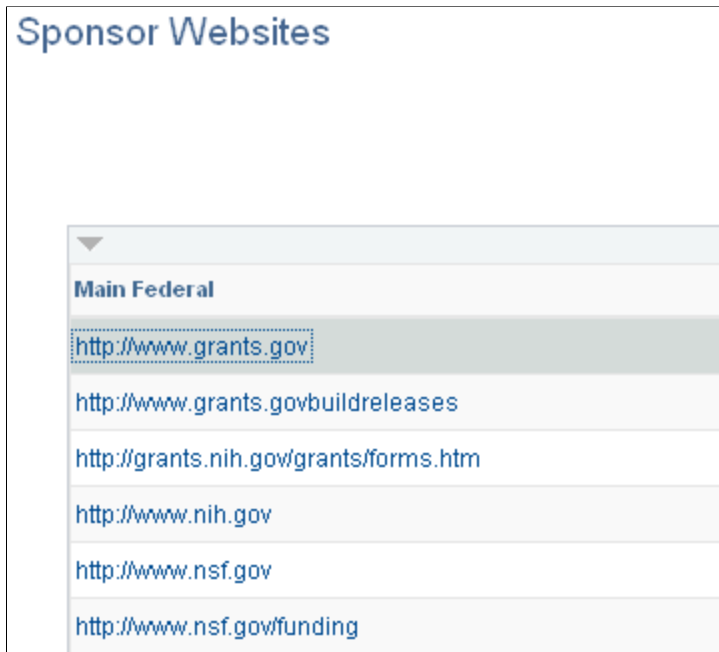 Sponsor Websites
Main Federal
http://www.grants.gov
http://www.grants.govbuildreleases
http://grants.nih.gov/grants/forms.htm
http://www.nih.gov
http://www.nsf.gov
http://www.nsf.gov/funding